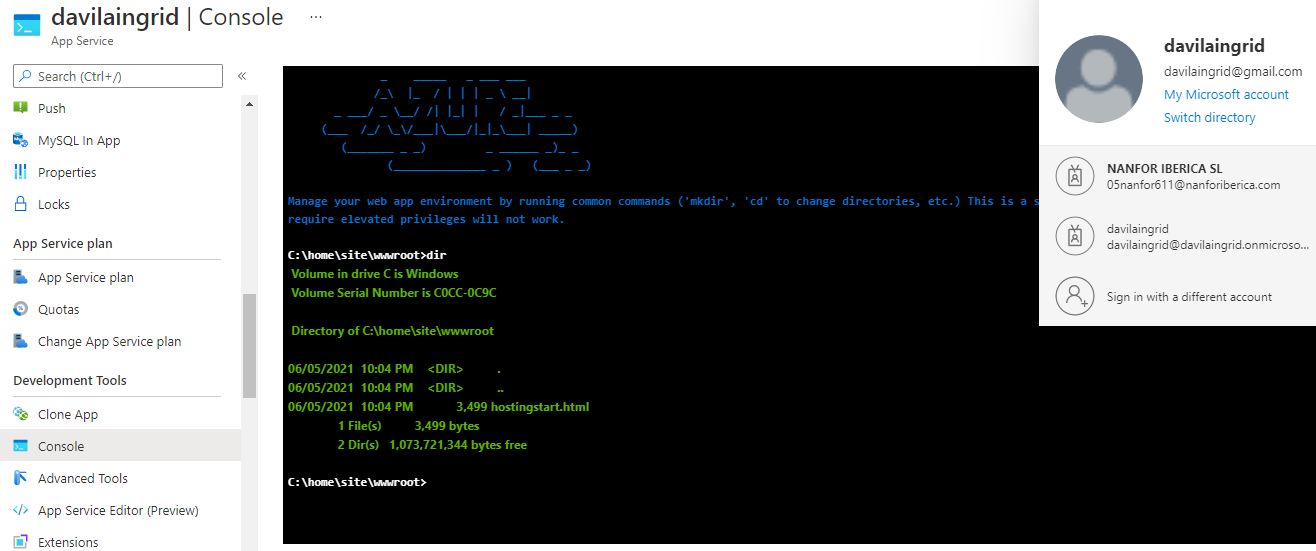 davilaingrid | Console ...
App Service
Search (Ctrl+/)
«
Push
MySQL In App
Properties
Locks
App Service plan
App Service plan
Quotas
Change App Service plan
Development Tools
Clone App
Console
Advanced Tools
App Service Editor (Preview)
Extensions
Manage your web app environment by running common commands ('mkdir', 'cd' to change directories, etc.) This is a s
require elevated privileges will not work.
C:\home\site\wwwroot>dir
Volume in drive C is Windows
Volume Serial Number is C0CC-0C9C
Directory of C:\home\site\wwwroot
06/05/2021 10:04 PM <DIR> .
06/05/2021 10:04 PM <DIR> ..
06/05/2021 10:04 PM 3,499 hostingstart.html
1 File(s) 3,499 bytes
2 Dir(s) 1,073,721,344 bytes free
C:\home\site\wwwroot>
davilaingrid
davilaingrid@gmail.com
My Microsoft account
Switch directory
NANFOR IBERICA SL
05nanfor611@nanforiberica.com
davilaingrid
davilaingrid@davilaingrid.onmicroso...
Sign in with a different account